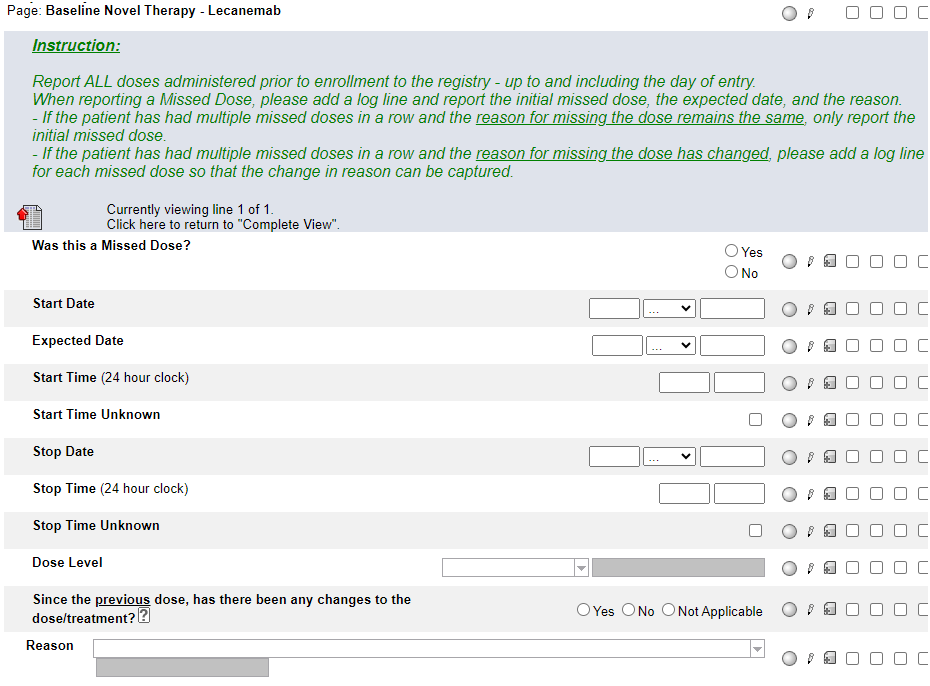 Page: Baseline Novel Therapy - Lecanemab
Instruction:
Report ALL doses administered prior to enrollment to the registry - up to and including the day of entry.
When reporting a Missed Dose, please add a log line and report the initial missed dose, the expected date, and the reason.
- If the patient has had multiple missed doses in a row and the reason for missing the dose remains the same, only report the
initial missed dose.
- If the patient has had multiple missed doses in a row and the reason for missing the dose has changed, please add a log line
for each missed dose so that the change in reason can be captured.
Currently viewing line 1 of 1.
Click here to return to "Complete View".
Was this a Missed Dose?
Yes
No
Start Date
...
Expected Date
...
Start Time (24 hour clock)
Start Time Unknown
Stop Date
...
Stop Time (24 hour clock)
Stop Time Unknown
Dose Level
Since the previous dose, has there been any changes to the
dose/treatment? ?
Yes No Not Applicable
Reason